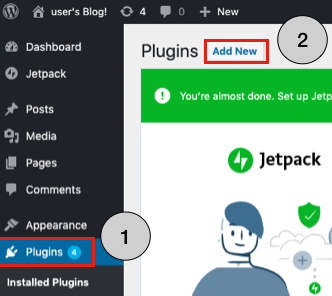 user's Blog! 4 0 + New
Dashboard
Jetpack
Posts
Media
Pages
Comments
Appearance
Plugins 4
Installed Plugins
Plugins Add New
2
You're almost done. Set up Jetp
Jetpack
1